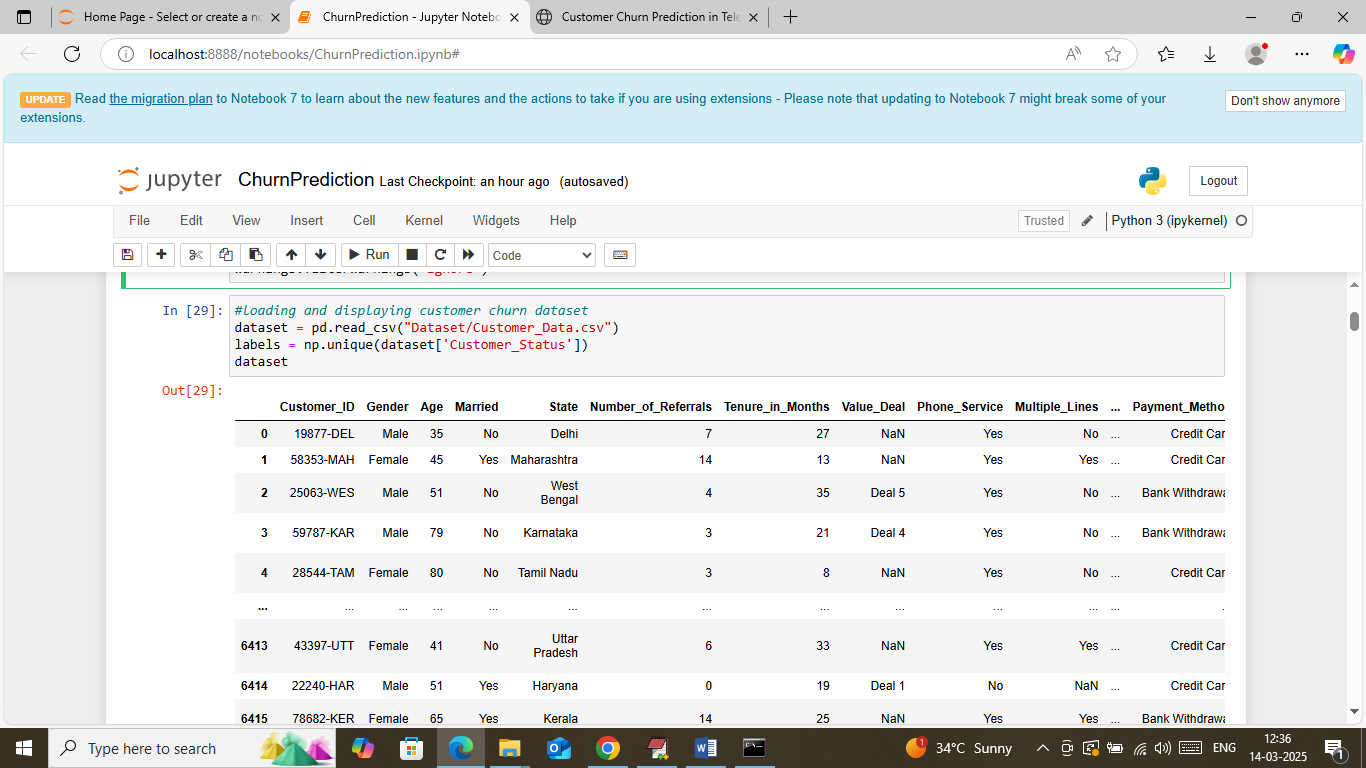 Home Page - Select or create a no
ChurnPrediction - Jupyter Notebo
Customer Churn Prediction in Tele
localhost:8888/notebooks/ChurnPrediction.ipynb#
UPDATE Read the migration plan to Notebook 7 to learn about the new features and the actions to take if you are using extensions - Please note that updating to Notebook 7 might break some of your
extensions.
Don't show anymore
jupyter ChurnPrediction Last Checkpoint: an hour ago (autosaved)
Logout
File Edit View Insert Cell Kernel Widgets Help
Trusted Python 3 (ipykernel)
Run Code
In [29]: #loading and displaying customer churn dataset
dataset = pd.read_csv("Dataset/Customer_Data.csv")
labels = np.unique(dataset['Customer_Status'])
dataset
Out[29]:
Customer_ID Gender Age Married State Number_of_Referrals Tenure_in_Months Value_Deal Phone_Service Multiple_Lines ... Payment_Metho
0 19877-DEL Male 35 No Delhi 7 27 NaN Yes No ... Credit Car
1 58353-MAH Female 45 Yes Maharashtra 14 13 NaN Yes Yes ... Credit Car
2 25063-WES Male 51 No West Bengal 4 35 Deal 5 Yes No ... Bank Withdrawa
3 59787-KAR Male 79 No Karnataka 3 21 Deal 4 Yes No ... Bank Withdrawa
4 28544-TAM Female 80 No Tamil Nadu 3 8 NaN Yes No ... Credit Car
... ... ... ... ... ... ... ... ... ... ... ... .
6413 43397-UTT Female 41 No Uttar Pradesh 6 33 NaN Yes Yes ... Credit Car
6414 22240-HAR Male 51 Yes Haryana 0 19 Deal 1 No NaN ... Credit Car
6415 78682-KER Female 65 Yes Kerala 14 25 NaN Yes Yes ... Bank Withdrawa
Type here to search
34°C Sunny
ENG
12:36
14-03-2025
1